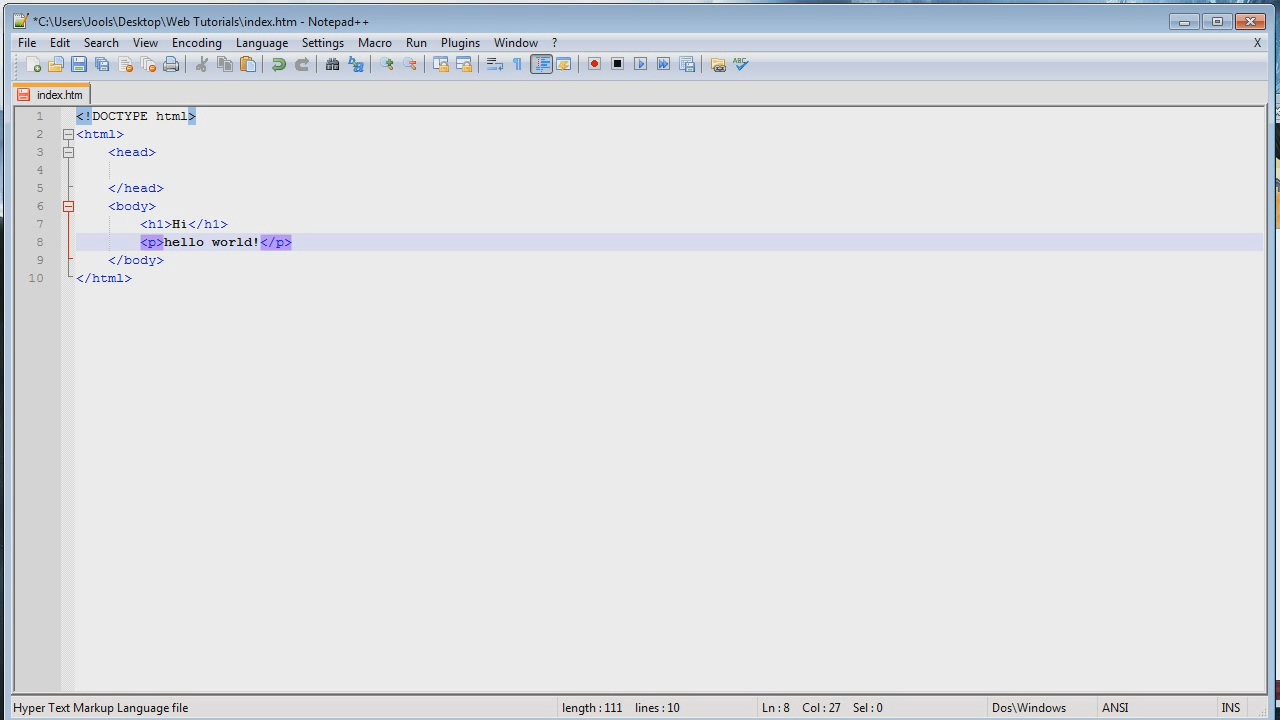 *C:\Users\Jools\Desktop\Web Tutorials\index.htm - Notepad++
File Edit Search View Encoding Language Settings Macro Run Plugins Window ? X
ABC
index.htm
1 <!DOCTYPE html>
2 <html>
3 <head>
4
5 </head>
6 <body>
7 <h1>Hi</h1>
8 <p>hello world!</p>
9 </body>
10 </html>
Hyper Text Markup Language file length : 111 lines : 10 Ln : 8 Col : 27 Sel : 0 Dos\Windows ANSI INS